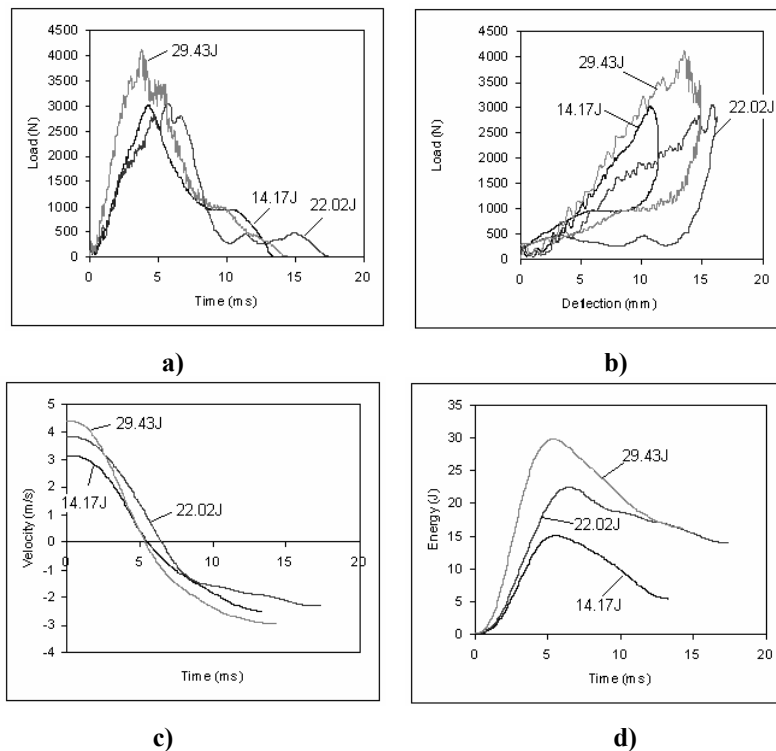 4500
4000
3500
3000
2500
2000
1500
1000
500
0
Load (N)
29.43J
14.17J
22.02J
0 5 10 15 20
Time (ms)
a)
4500
4000
3500
3000
2500
2000
1500
1000
500
0
Load (N)
29.43J
14.17J
22.02J
0 5 10 15 20
Deflection (mm)
b)
5
4
3
2
1
0
-1
-2
-3
-4
Velocity (m/s)
29.43J
14.17J
22.02J
0 5 10 15 20
Time (ms)
c)
35
30
25
20
15
10
5
0
Energy (J)
29.43J
22.02J
14.17J
0 5 10 15 20
Time (ms)
d)